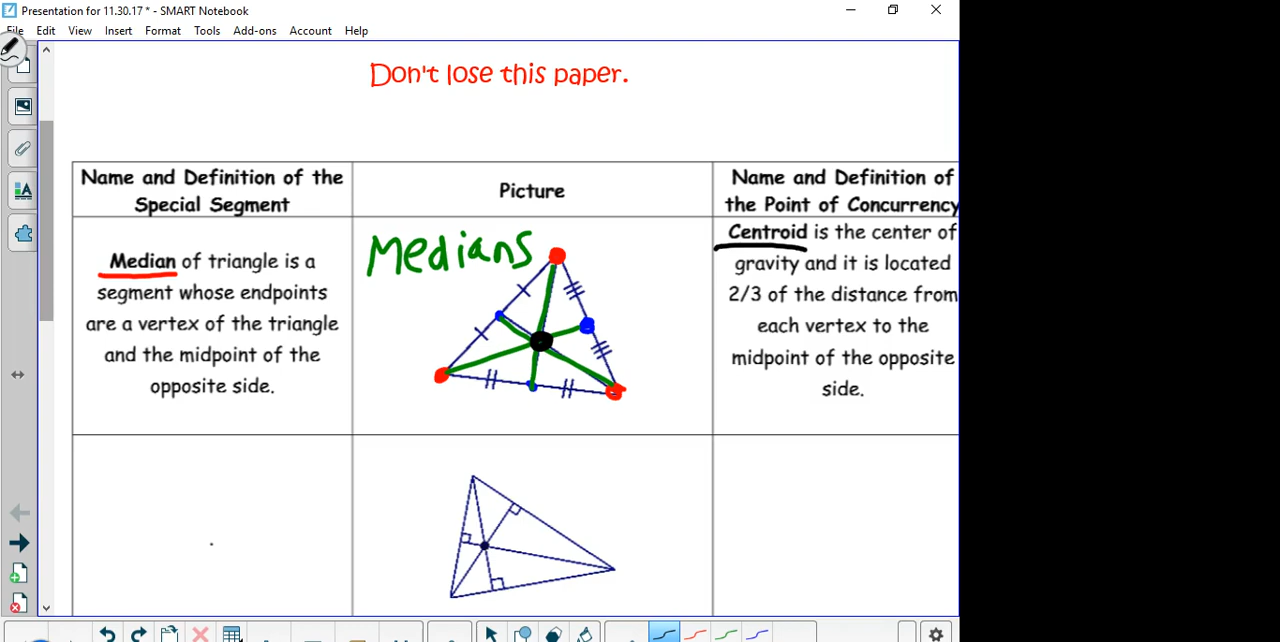 Presentation for 11.30.17 * - SMART Notebook
File Edit View Insert Format Tools Add-ons Account Help
Don't lose this paper.
Name and Definition of the
Special Segment
Picture
Name and Definition of
the Point of Concurrency
Median of triangle is a
segment whose endpoints
are a vertex of the triangle
and the midpoint of the
opposite side.
Medians
Centroid is the center of
gravity and it is located
2/3 of the distance from
each vertex to the
midpoint of the opposite
side.